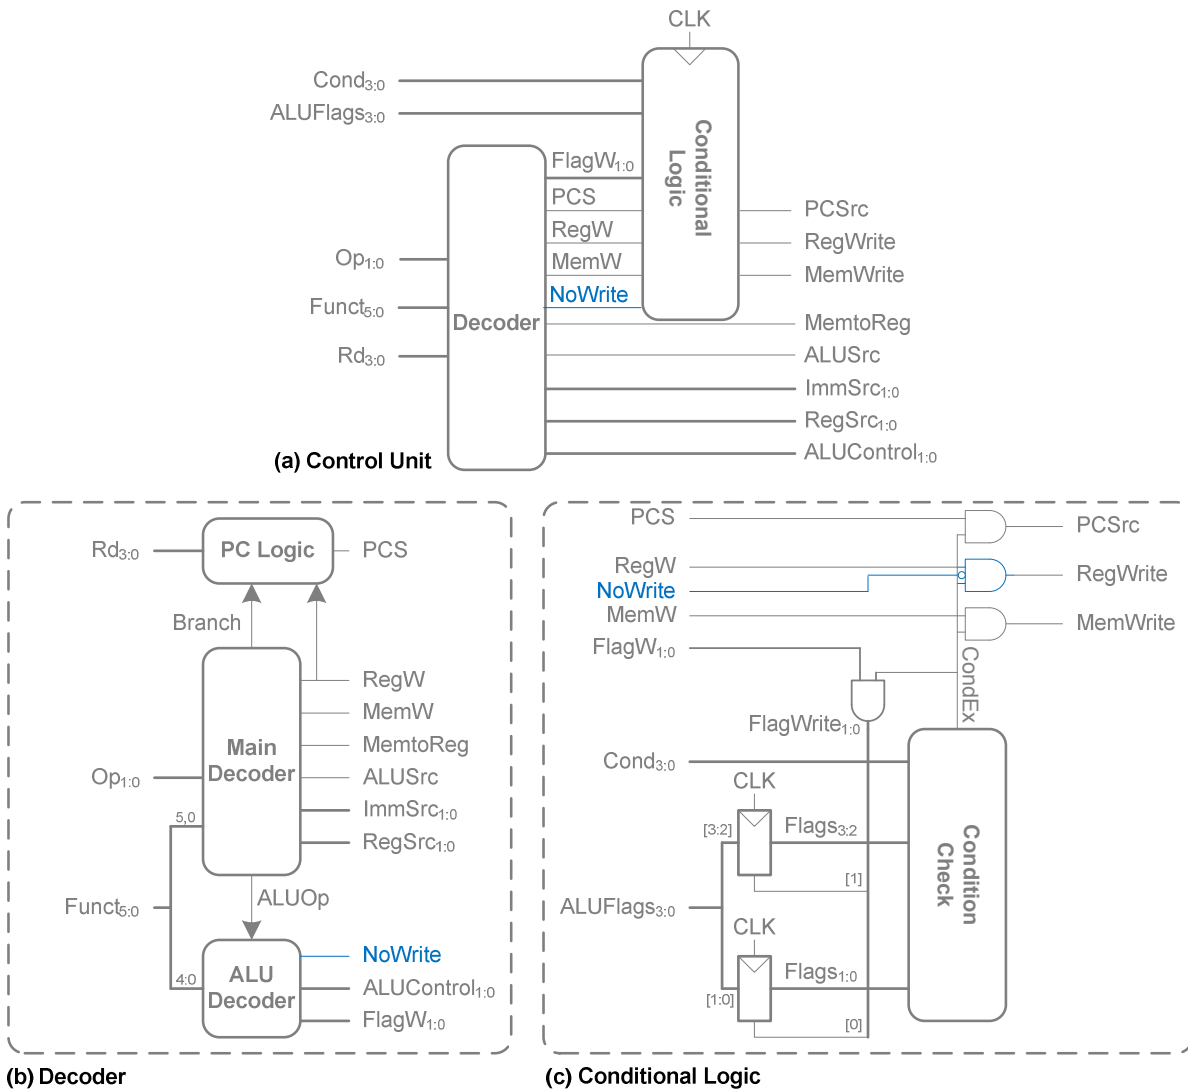 CLK
Cond3:0
ALUFlags3:0
Conditional
Logic
FlagW1:0
PCS
RegW
MemW
NoWrite
PCSrc
RegWrite
MemWrite
Op1:0
Funct5:0
Rd3:0
Decoder
MemtoReg
ALUSrc
ImmSrc1:0
RegSrc1:0
ALUControl1:0
(a) Control Unit
Rd3:0
PC Logic
PCS
Branch
RegW
MemW
MemtoReg
ALUSrc
ImmSrc1:0
RegSrc1:0
Main
Decoder
Op1:0
5,0
Funct5:0
ALUOp
4:0
ALU
Decoder
NoWrite
ALUControl1:0
FlagW1:0
(b) Decoder
PCS
PCSrc
RegW
NoWrite
RegWrite
MemW
MemWrite
FlagW1:0
CondEx
FlagWrite1:0
Cond3:0
CLK
[3:2]
Flags3:2
[1]
Condition
Check
ALUFlags3:0
CLK
[1:0]
Flags1:0
[0]
(c) Conditional Logic